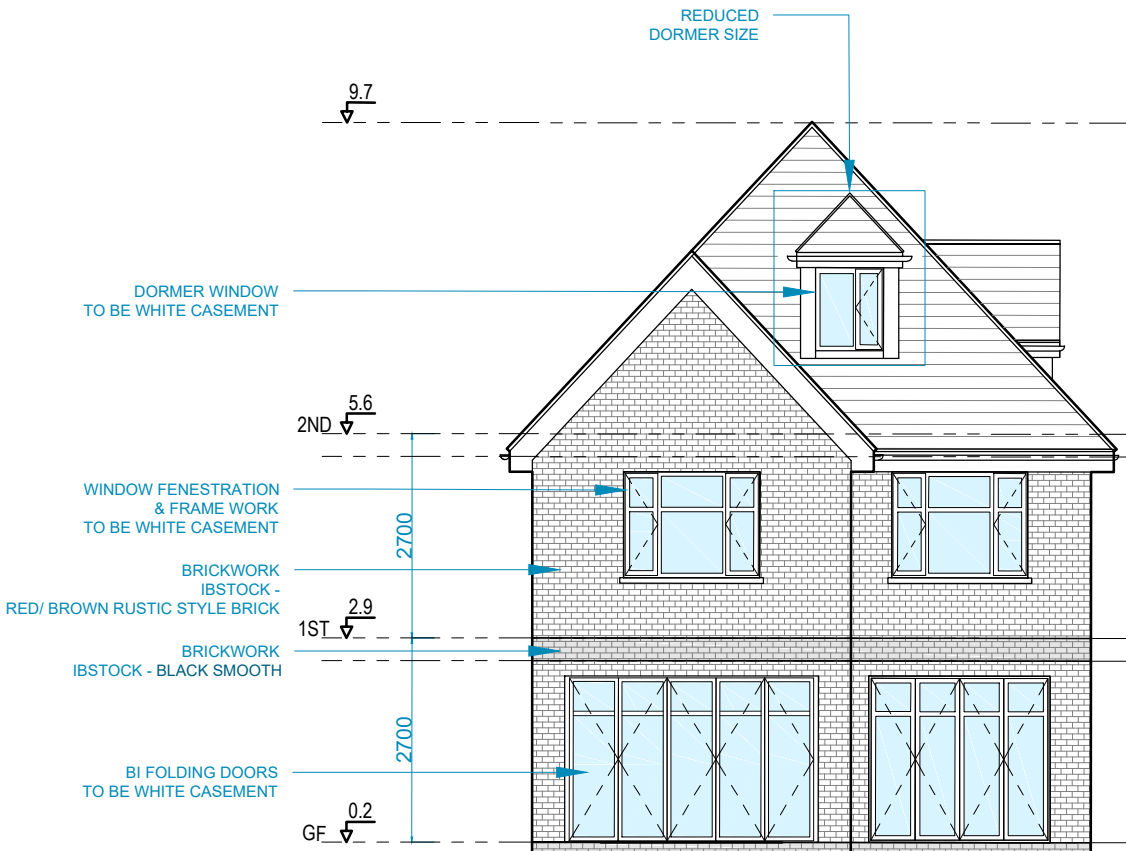 REDUCED
DORMER SIZE
9.7
DORMER WINDOW
TO BE WHITE CASEMENT
5.6
2ND
WINDOW FENESTRATION
& FRAME WORK
TO BE WHITE CASEMENT
2700
BRICKWORK
IBSTOCK -
RED/ BROWN RUSTIC STYLE BRICK
2.9
1ST
BRICKWORK
IBSTOCK - BLACK SMOOTH
2700
BI FOLDING DOORS
TO BE WHITE CASEMENT
0.2
GF